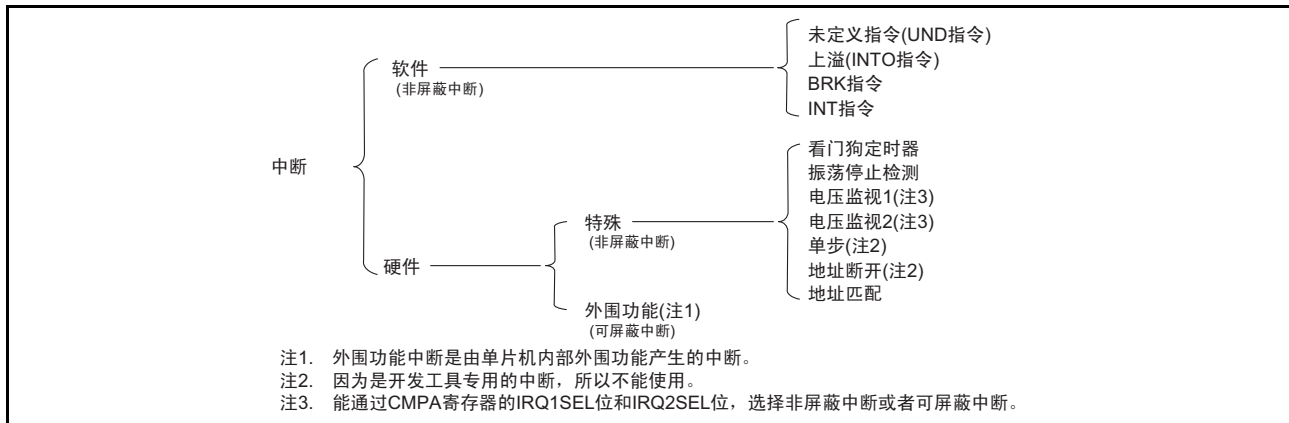 未定义指令(UND指令)
上溢(INTO指令)
BRK指令
INT指令
软件
(非屏蔽中断)
中断
看门狗定时器
振荡停止检测
电压监视1(注3)
电压监视2(注3)
单步(注2)
地址断开(注2)
地址匹配
特殊
(非屏蔽中断)
硬件
外围功能(注1)
(可屏蔽中断)
注1. 外围功能中断是由单片机内部外围功能产生的中断。
注2. 因为是开发工具专用的中断，所以不能使用。
注3. 能通过CMPA寄存器的IRQ1SEL位和IRQ2SEL位，选择非屏蔽中断或者可屏蔽中断。